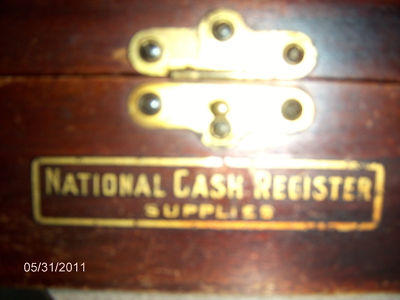 NATIONAL CASH REGISTER
SUPPLIES
05/31/2011